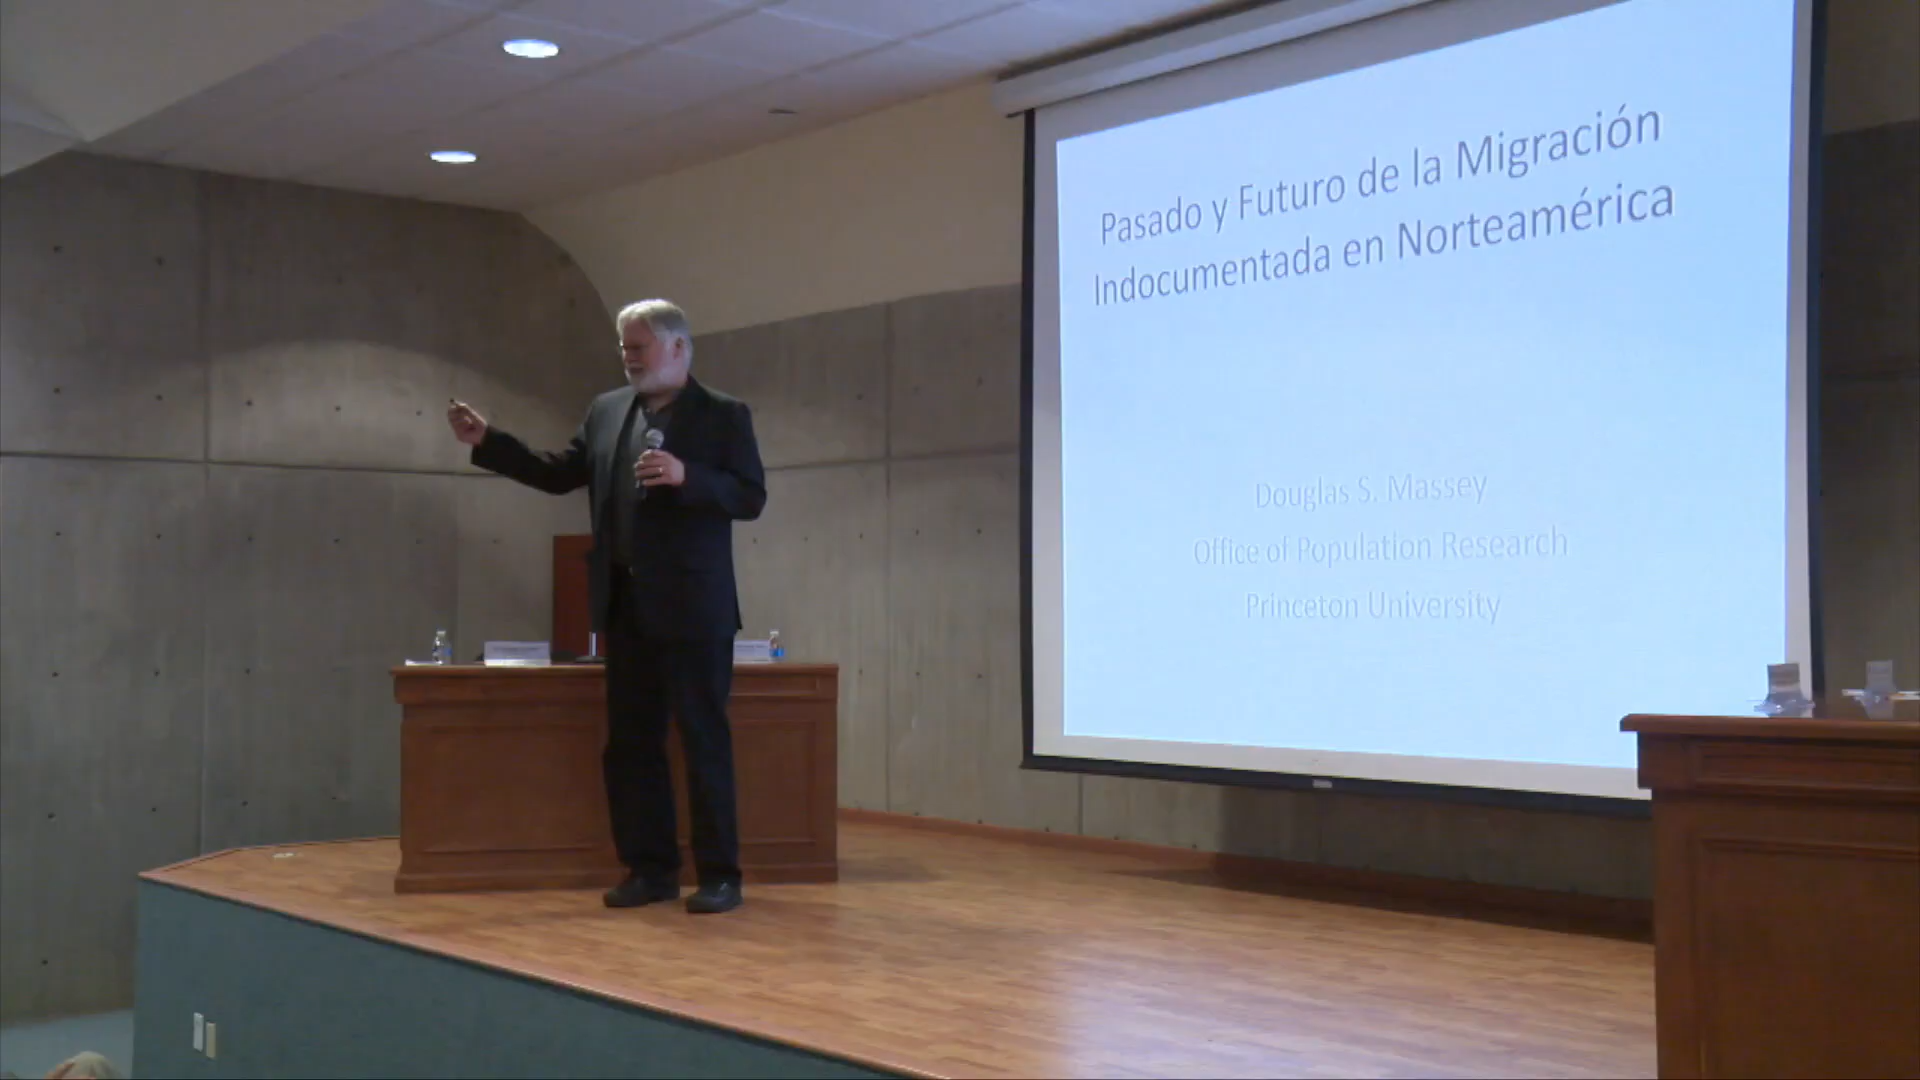 Pasado y Futuro de la Migración
Indocumentada en Norteamérica
Douglas S. Massey
Office of Population Research
Princeton University